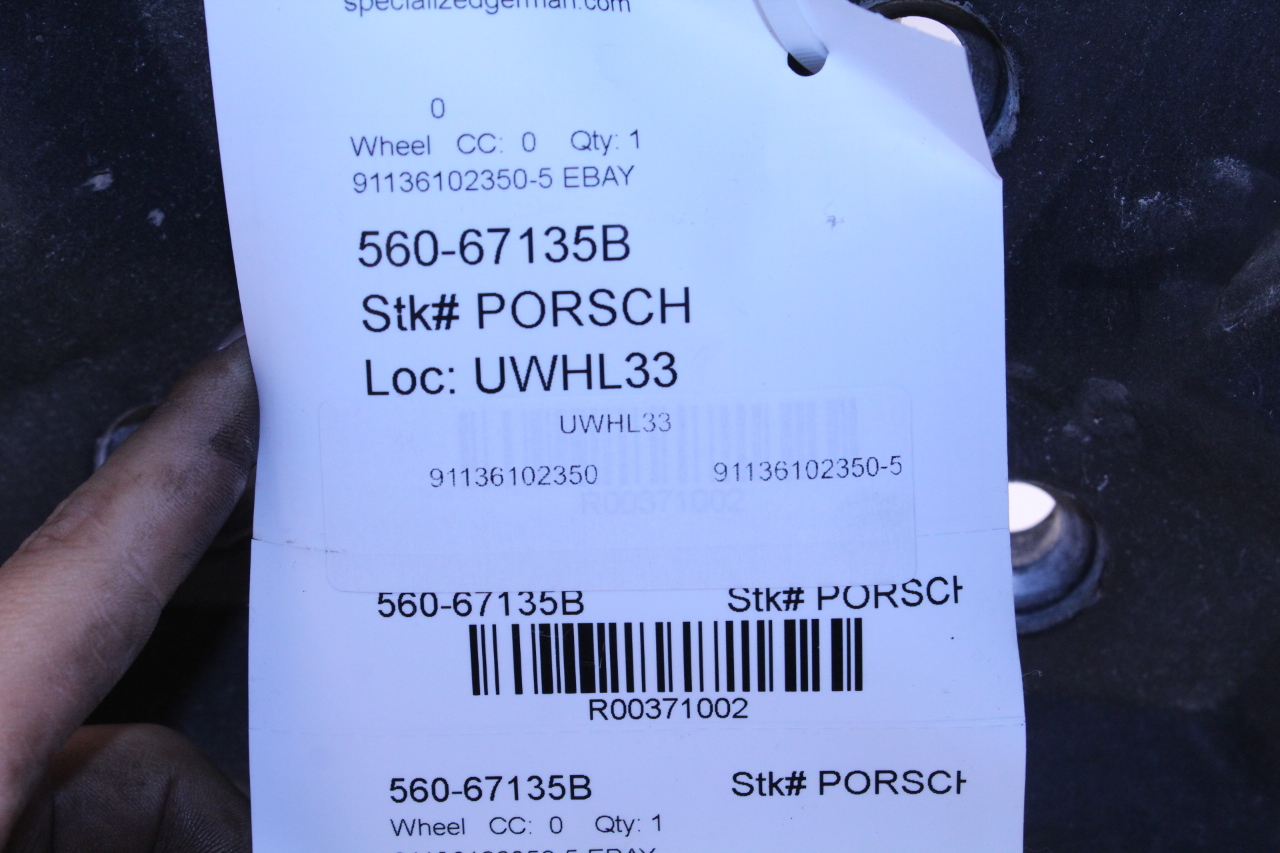 specializedgerman.com
0
Wheel CC: 0 Qty: 1
91136102350-5 EBAY
560-67135B
Stk# PORSCH
Loc: UWHL33
UWHL33
91136102350 91136102350-5
R00371002
560-67135B Stk# PORSCH
R00371002
560-67135B Stk# PORSCH
Wheel CC: 0 Qty: 1